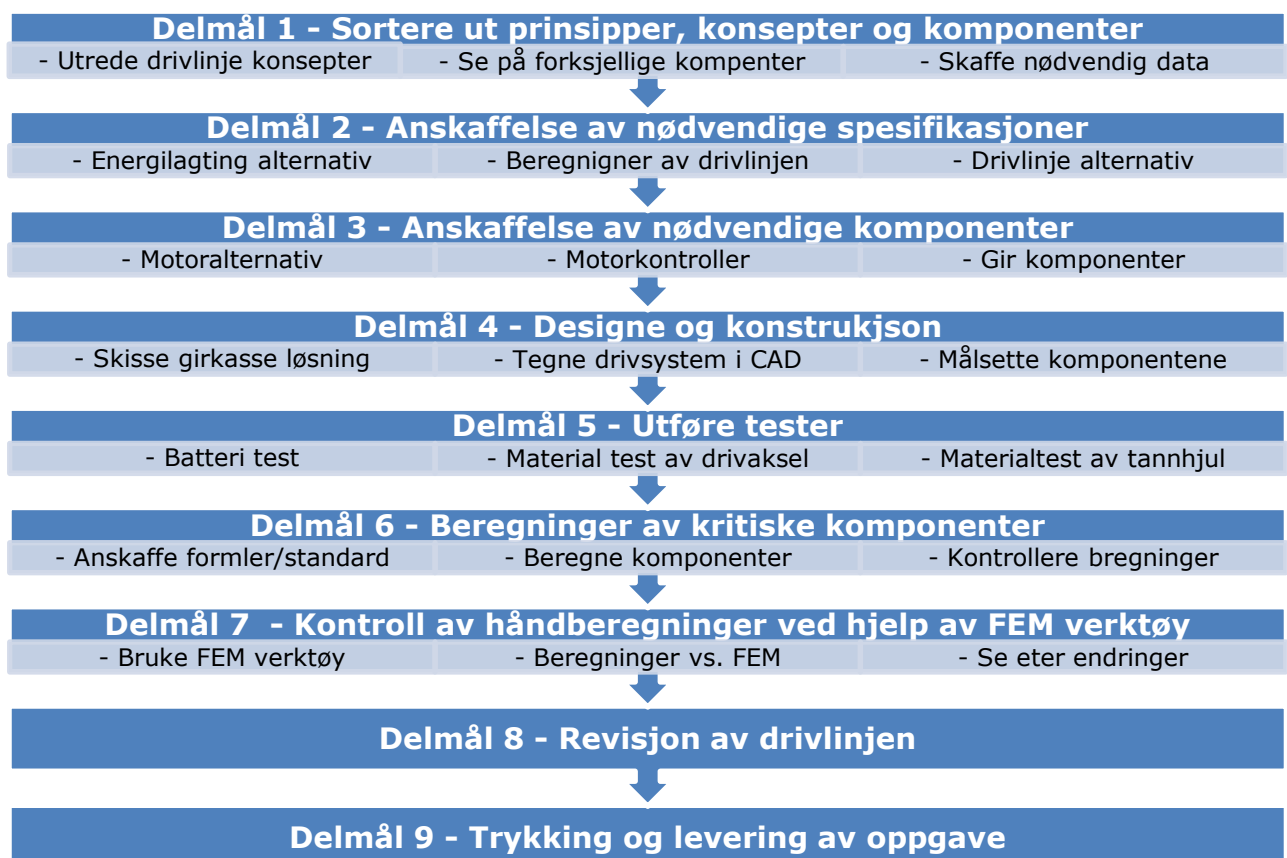 Delmål 1 - Sortere ut prinsipper, konsepter og komponenter
- Utrede drivlinje konsepter - Se på forksjellige kompenter - Skaffe nødvendig data
Delmål 2 - Anskaffelse av nødvendige spesifikasjoner
- Energilagting alternativ - Beregnigner av drivlinjen - Drivlinje alternativ
Delmål 3 - Anskaffelse av nødvendige komponenter
- Motoralternativ - Motorkontroller - Gir komponenter
Delmål 4 - Designe og konstrukjson
- Skisse girkasse løsning - Tegne drivsystem i CAD - Målsette komponentene
Delmål 5 - Utføre tester
- Batteri test - Material test av drivaksel - Materialtest av tannhjul
Delmål 6 - Beregninger av kritiske komponenter
- Anskaffe formler/standard - Beregne komponenter - Kontrollere bregninger
Delmål 7 - Kontroll av håndberegninger ved hjelp av FEM verktøy
- Bruke FEM verktøy - Beregninger vs. FEM - Se eter endringer
Delmål 8 - Revisjon av drivlinjen
Delmål 9 - Trykking og levering av oppgave